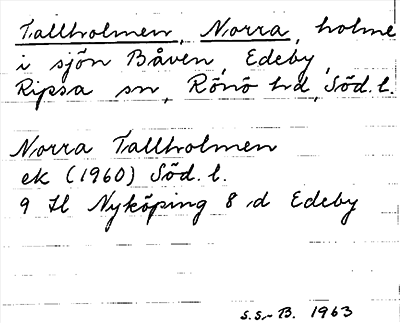 Tallholmen, Norra, holme
i sjön Båven, Edeby,
Ripsa sn, Rönö hd, Söd. l.
Norra Tallholmen
ek (1960) Söd. l.
9 H Nyköping 8 d Edeby
S.S.-B. 1963